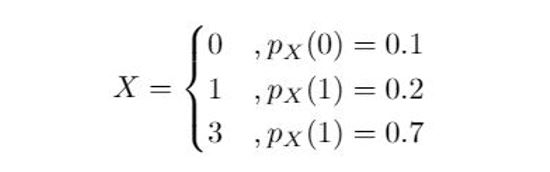 0 , p_X(0) = 0.1
X = { 1 , p_X(1) = 0.2
3 , p_X(1) = 0.7